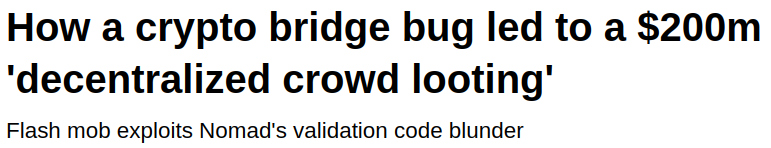 How a crypto bridge bug led to a $200m
'decentralized crowd looting'
Flash mob exploits Nomad's validation code blunder